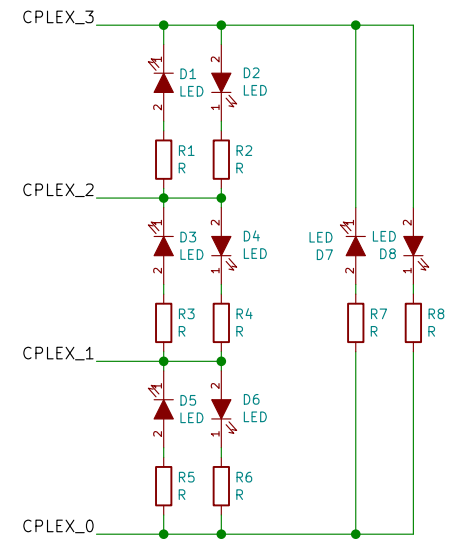 CPLEX_3
1 D1 2 D2
LED LED
2 1
R1 R2
R R
CPLEX_2
1 D3 2 D4 LED 1 LED 2
LED LED D7 D8
2 1 2 1
R3 R4 R7 R8
R R R R
CPLEX_1
1 D5 2 D6
LED LED
2 1
R5 R6
R R
CPLEX_0